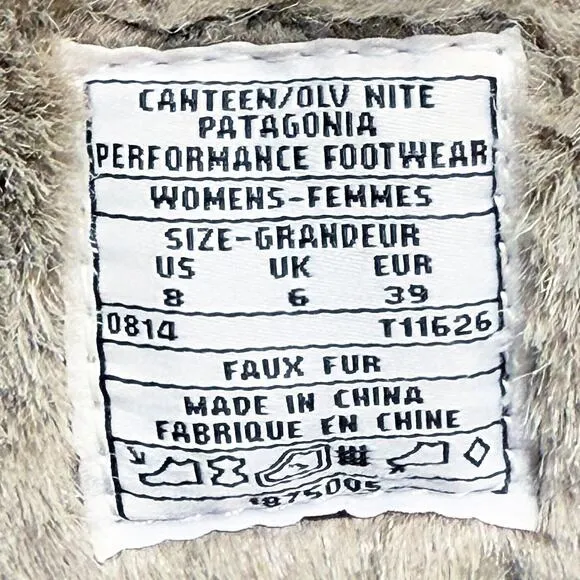 CANTEEN/OLV NITE
PATAGONIA
PERFORMANCE FOOTWEAR
WOMENS-FEMMES
SIZE-GRANDEUR
US UK EUR
8 6 39
0814 T11626
FAUX FUR
MADE IN CHINA
FABRIQUE EN CHINE